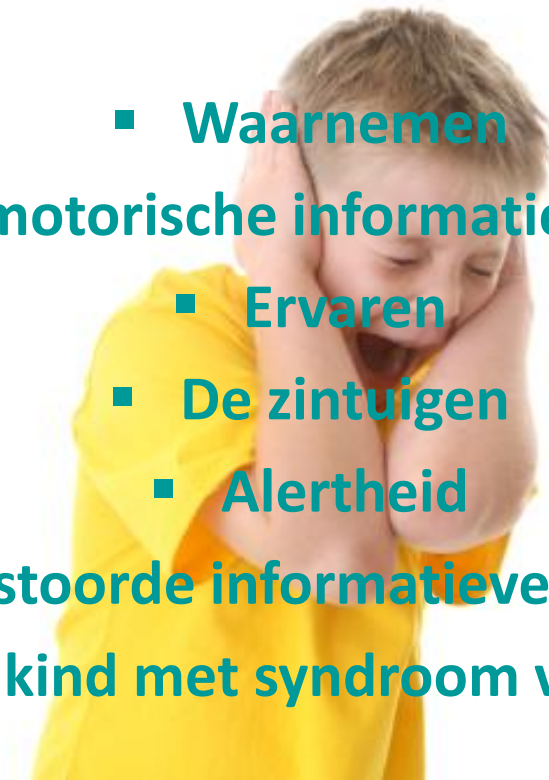 ▪ Waarnemen
motorische informatie
▪ Ervaren
▪ De zintuigen
▪ Alertheid
stoorde informatieve
kind met syndroom v